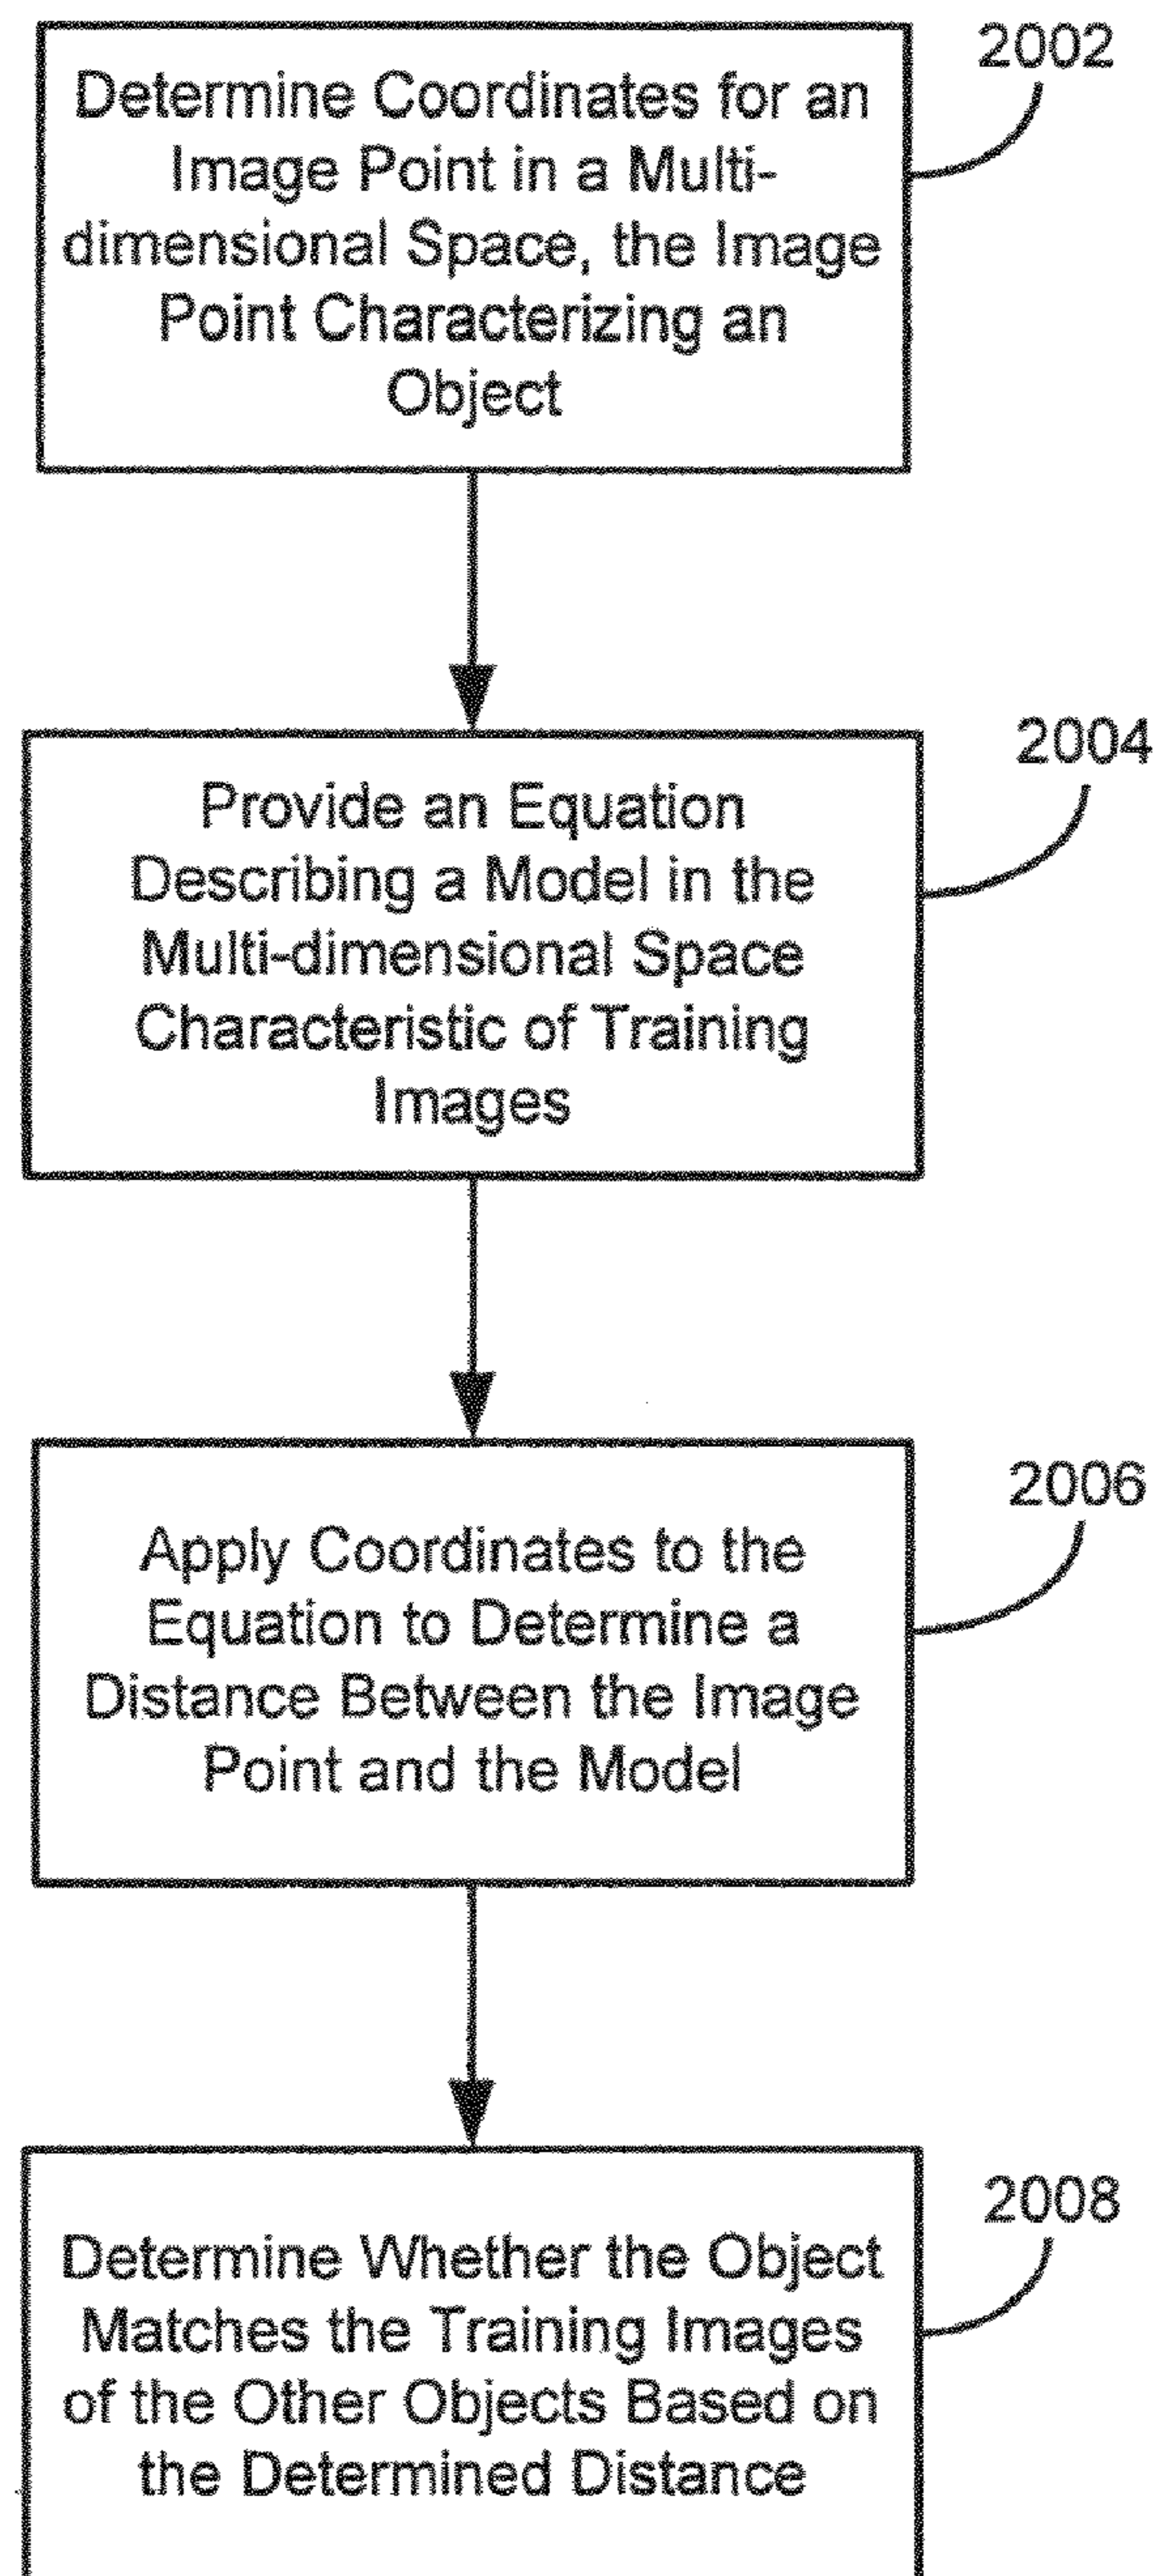 2002
Determine Coordinates for an
Image Point in a Multi-
dimensional Space, the Image
Point Characterizing an
Object
2004
Provide an Equation
Describing a Model in the
Multi-dimensional Space
Characteristic of Training
Images
2006
Apply Coordinates to the
Equation to Determine a
Distance Between the Image
Point and the Model
2008
Determine Whether the Object
Matches the Training Images
of the Other Objects Based on
the Determined Distance